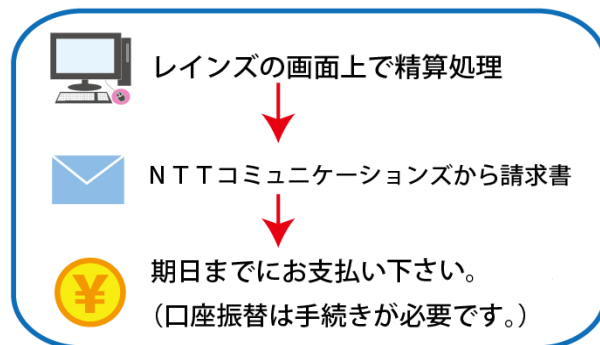 レインズの画面上で精算処理
ＮＴＴコミュニケーションズから請求書
¥
期日までにお支払い下さい。
（口座振替は手続きが必要です。）